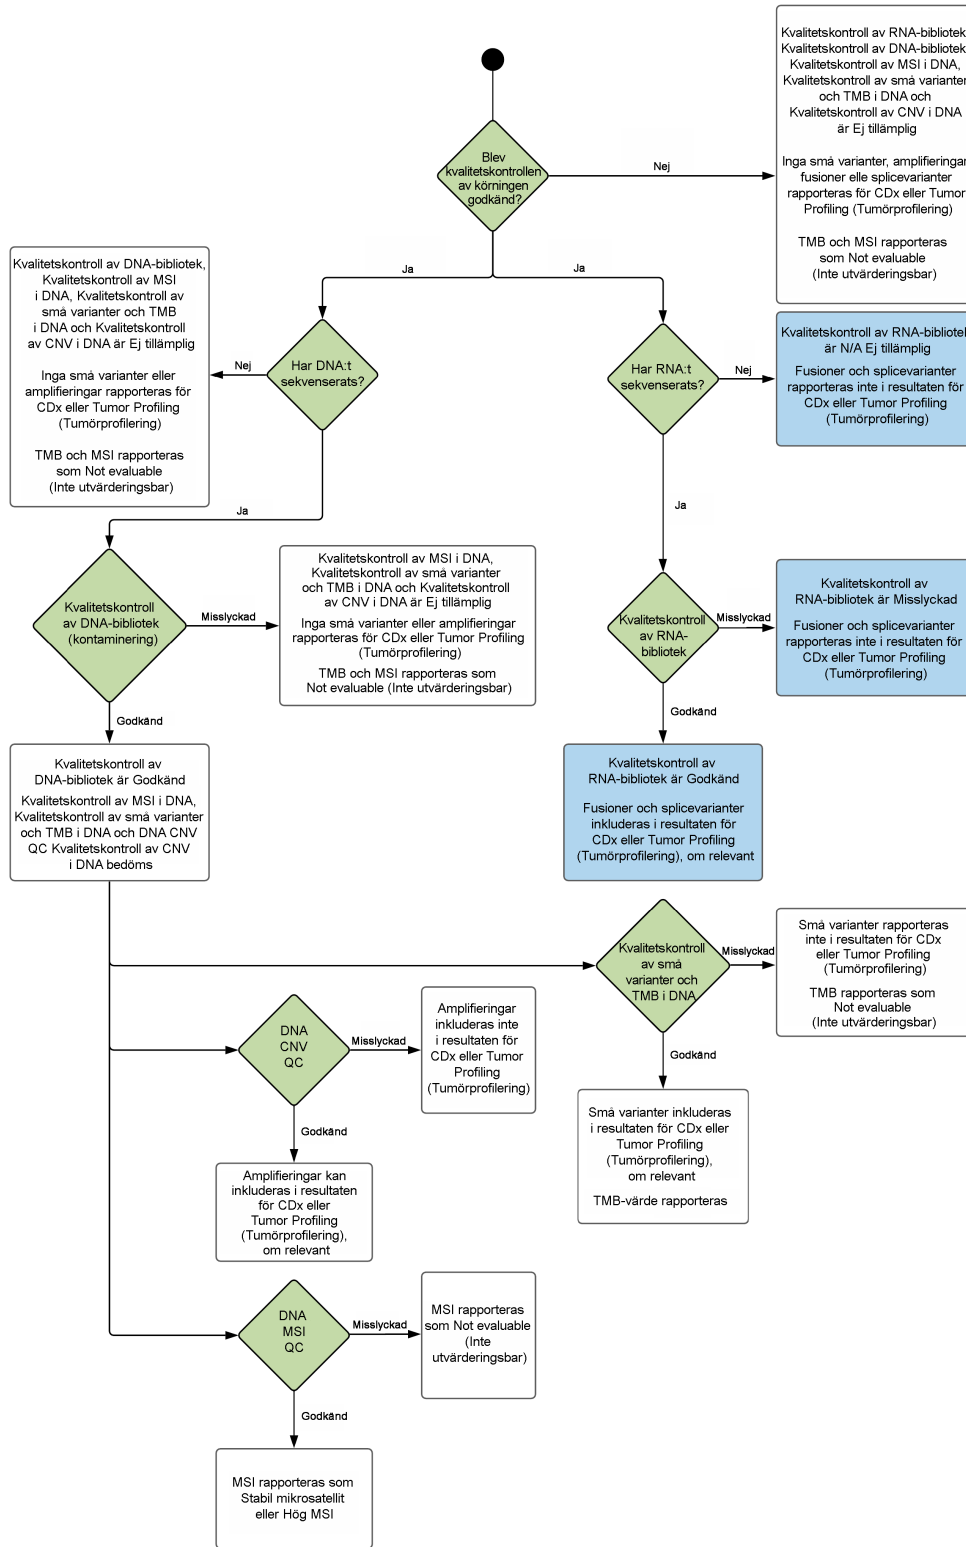 Kvalitetskontroll av RNA-bibliotek
Kvalitetskontroll av DNA-bibliotek
Kvalitetskontroll av MSI i DNA,
Kvalitetskontroll av små varianter
och TMB i DNA och
Kvalitetskontroll av CNV i DNA
är Ej tillämplig
Inga små varianter, amplifieringar
fusioner elle splicevarianter
rapporteras för CDx eller Tumor
Profiling (Tumörprofilering)
TMB och MSI rapporteras
som Not evaluable
(Inte utvärderingsbar)
Blev
kvalitetskontrollen
av körningen
godkänd?
Nej
Ja
Ja
Kvalitetskontroll av DNA-bibliotek,
Kvalitetskontroll av MSI
i DNA, Kvalitetskontroll av
små varianter och TMB
i DNA och Kvalitetskontroll
av CNV i DNA är Ej tillämplig
Inga små varianter eller
amplifieringar rapporteras för
CDx eller Tumor Profiling
(Tumörprofilering)
TMB och MSI rapporteras
som Not evaluable
(Inte utvärderingsbar)
Nej
Har DNA:t
sekvenserats?
Har RNA:t
sekvenserats?
Nej
Kvalitetskontroll av RNA-bibliotek
är N/A Ej tillämplig
Fusioner och splicevarianter
rapporteras inte i resultaten för
CDx eller Tumor Profiling
(Tumörprofilering)
Ja
Ja
Kvalitetskontroll
av DNA-bibliotek
(kontaminering)
Misslyckad
Kvalitetskontroll av MSI i DNA,
Kvalitetskontroll av små varianter
och TMB i DNA och Kvalitetskontroll
av CNV i DNA är Ej tillämplig
Inga små varianter eller amplifieringar
rapporteras för CDx eller Tumor Profiling
(Tumörprofilering)
TMB och MSI rapporteras som
Not evaluable (Inte utvärderingsbar)
Kvalitetskontroll
av RNA-
bibliotek
Misslyckad
Kvalitetskontroll av
RNA-bibliotek är Misslyckad
Fusioner och splicevarianter
rapporteras inte i resultaten för
CDx eller Tumor Profiling
(Tumörprofilering)
Godkänd
Godkänd
Kvalitetskontroll av
DNA-bibliotek är Godkänd
Kvalitetskontroll av MSI i DNA,
Kvalitetskontroll av små varianter
och TMB i DNA och DNA CNV
QC Kvalitetskontroll av CNV
i DNA bedöms
Kvalitetskontroll av
RNA-bibliotek är Godkänd
Fusioner och splicevarianter
inkluderas i resultaten för
CDx eller Tumor Profiling
(Tumörprofilering), om relevant
Kvalitetskontroll
av små
varianter och
TMB i DNA
Misslyckad
Små varianter rapporteras
inte i resultaten för CDx
eller Tumor Profiling
(Tumörprofilering)
TMB rapporteras som
Not evaluable
(Inte utvärderingsbar)
Godkänd
Små varianter inkluderas
i resultaten för CDx eller
Tumor Profiling
(Tumörprofilering),
om relevant
TMB-värde rapporteras
DNA
CNV
QC
Misslyckad
Amplifieringar
inkluderas inte
i resultaten för
CDx eller Tumor
Profiling
(Tumörprofilering)
Godkänd
Amplifieringar kan
inkluderas i resultaten
för CDx eller
Tumor Profiling
(Tumörprofilering),
om relevant
DNA
MSI
QC
Misslyckad
MSI rapporteras
som Not evaluable
(Inte
utvärderingsbar)
Godkänd
MSI rapporteras som
Stabil mikrosatellit
eller Hög MSI